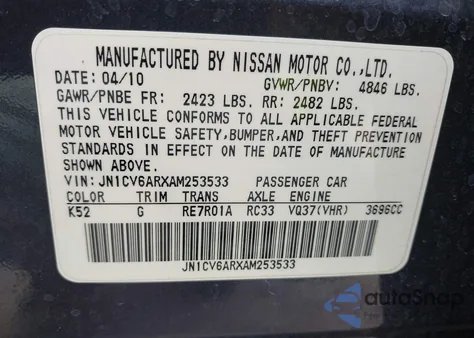 MANUFACTURED BY NISSAN MOTOR CO.,LTD.
DATE: 04/10 GVWR/PNBV: 4846 LBS.
GAWR/PNBE FR: 2423 LBS. RR: 2482 LBS.
THIS VEHICLE CONFORMS TO ALL APPLICABLE FEDERAL
MOTOR VEHICLE SAFETY,BUMPER,AND THEFT PREVENTION
STANDARDS IN EFFECT ON THE DATE OF MANUFACTURE
SHOWN ABOVE.
VIN: JN1CV6ARXAM253533 PASSENGER CAR
COLOR TRIM TRANS AXLE ENGINE
K52 G RE7R01A RC33 VQ37(VHR) 3696CC
JN1CV6ARXAM253533
autoSnap